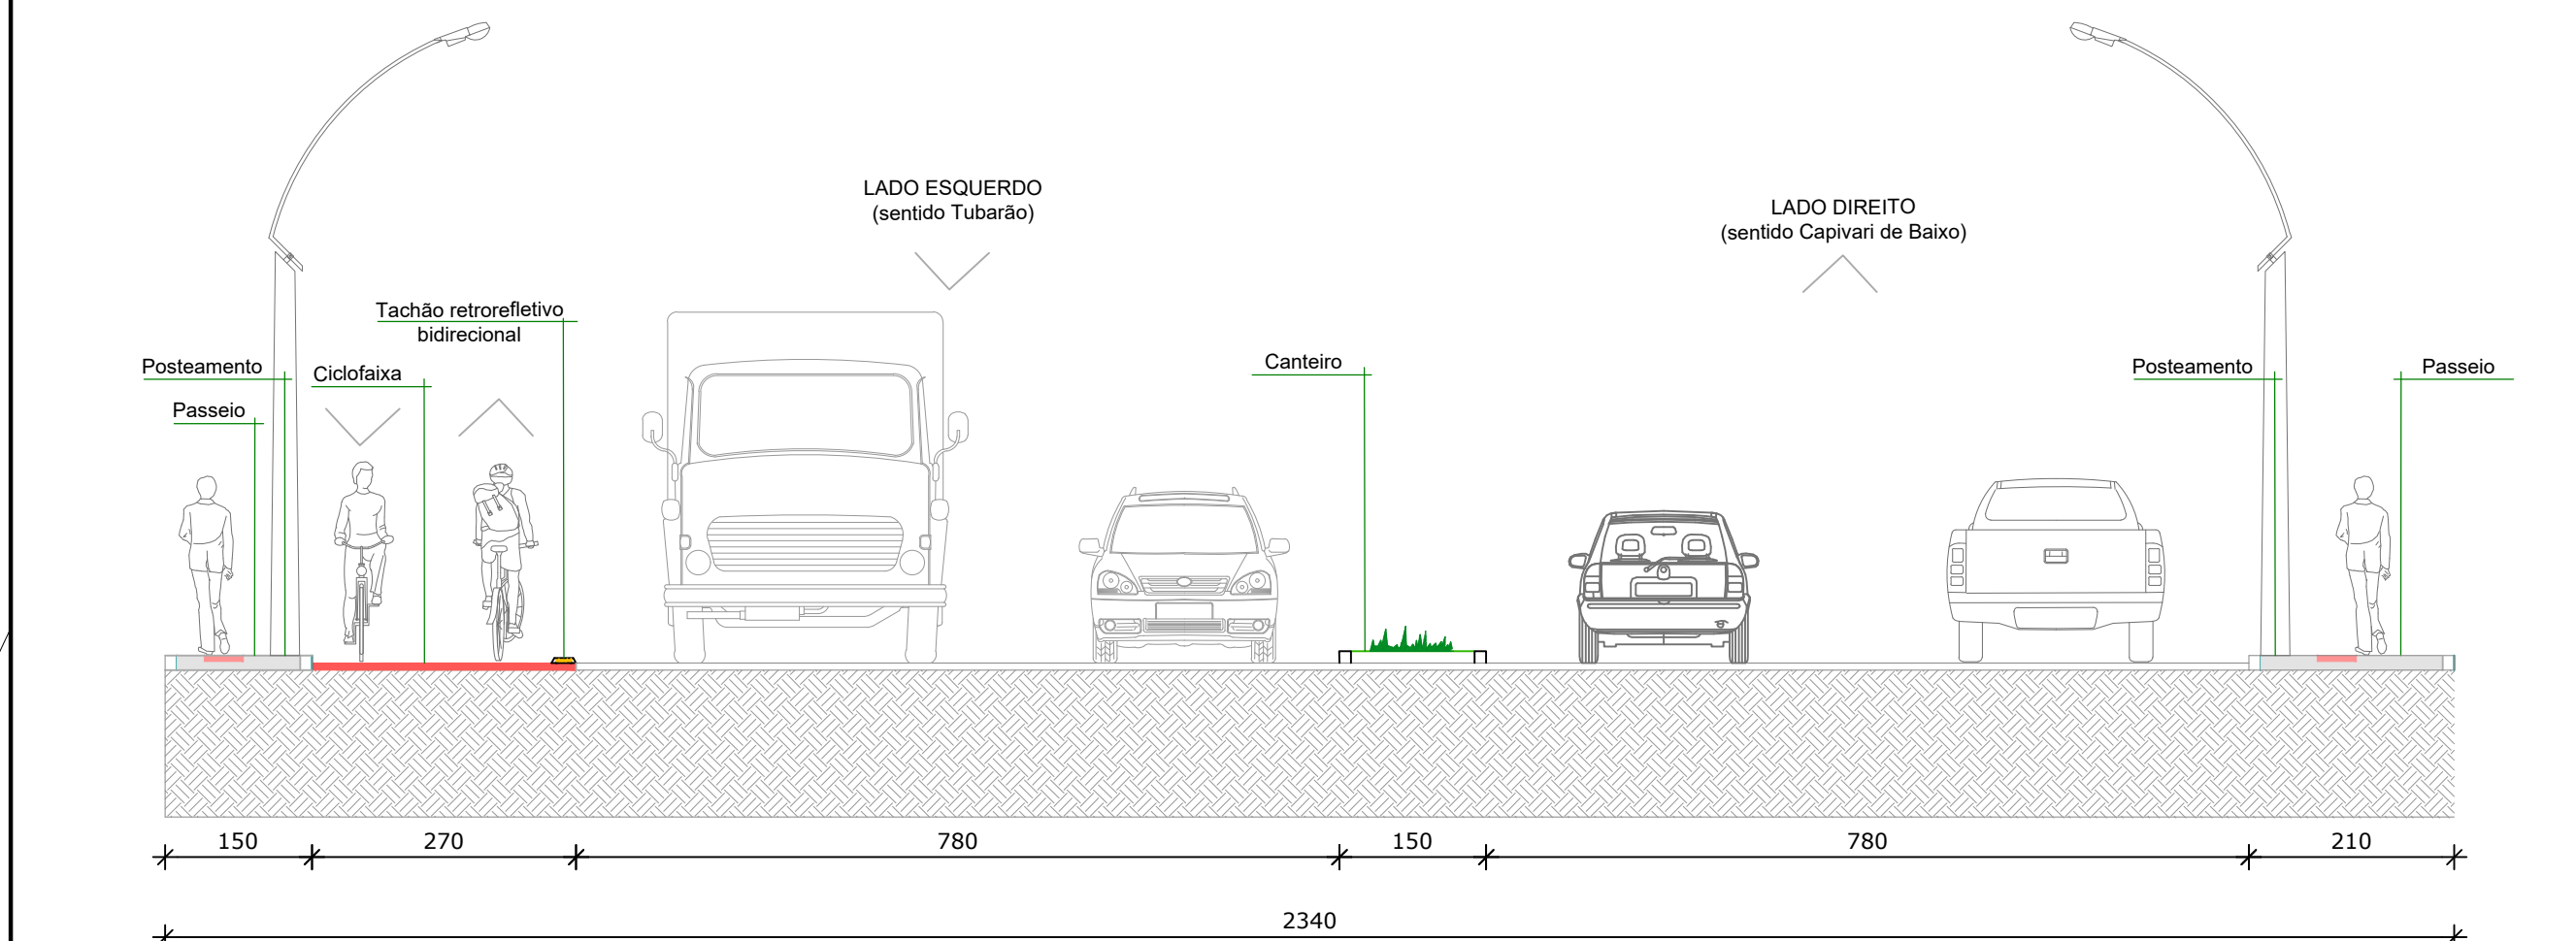 LADO ESQUERDO
(sentido Tubarão)
LADO DIREITO
(sentido Capivari de Baixo)
Tachão retrorefletivo
bidirecional
Posteamento
Ciclofaixa
Passeio
Canteiro
Posteamento
Passeio
150
270
780
150
780
210
2340